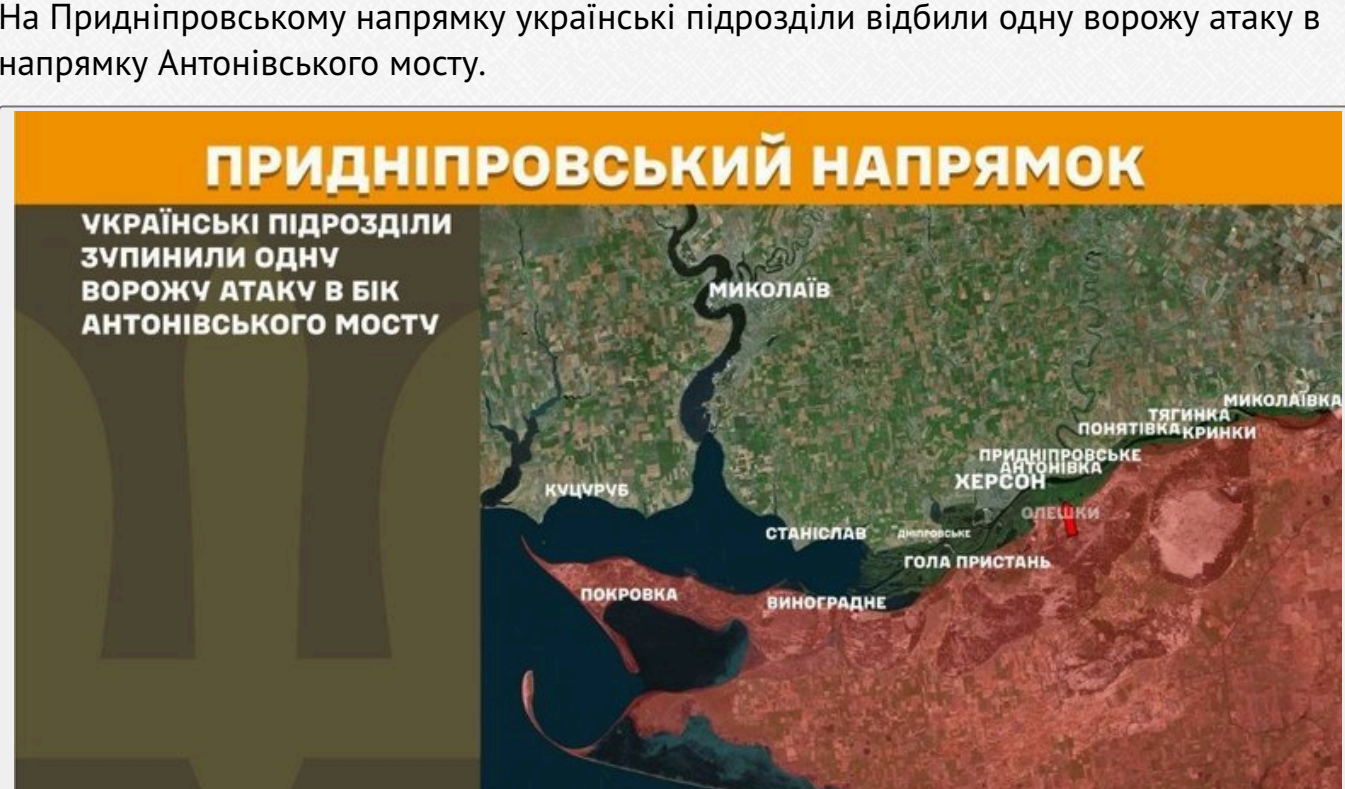 На Придніпровському напрямку українські підрозділи відбили одну ворожу атаку в
напрямку Антонівського мосту.
ПРИДНІПРОВСЬКИЙ НАПРЯМОК
УКРАЇНСЬКІ ПІДРОЗДІЛИ
ЗУПИНИЛИ ОДНУ
ВОРОЖУ АТАКУ В БІК
АНТОНІВСЬКОГО МОСТУ
МИКОЛАЇВ
МИКОЛАЇВКА
ТЯГИНКА
ПОНЯТІВКА
КРИНКИ
ПРИДНІПРОВСЬКЕ
АНТОНІВКА
ХЕРСОН
КУЦУРУБ
ОЛЕШКИ
СТАНІСЛАВ
ДНІПРОВСЬКЕ
ГОЛА ПРИСТАНЬ
ПОКРОВКА
ВИНОГРАДНЕ